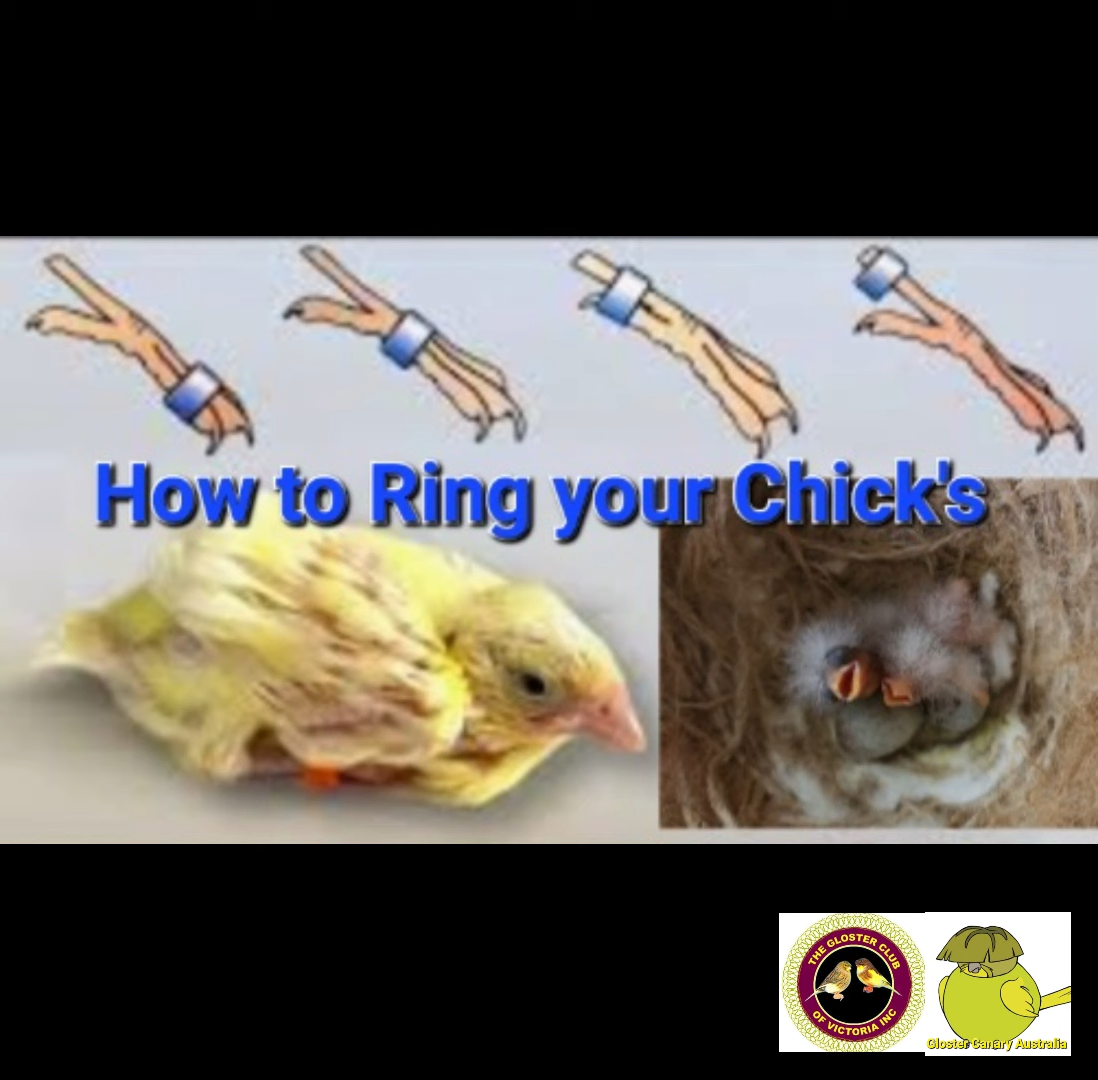 How to Ring your Chick's
THE GLOSTER CLUB
OF VICTORIA INC
Gloster Canary Australia